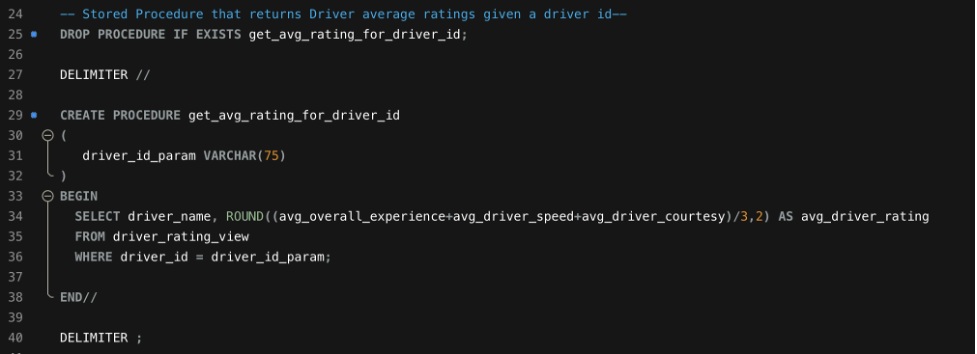 24 -- Stored Procedure that returns Driver average ratings given a driver id--
25 DROP PROCEDURE IF EXISTS get_avg_rating_for_driver_id;
26
27 DELIMITER //
28
29 CREATE PROCEDURE get_avg_rating_for_driver_id
30 (
31 driver_id_param VARCHAR(75)
32 )
33 BEGIN
34 SELECT driver_name, ROUND((avg_overall_experience+avg_driver_speed+avg_driver_courtesy)/3,2) AS avg_driver_rating
35 FROM driver_rating_view
36 WHERE driver_id = driver_id_param;
37
38 END//
39
40 DELIMITER ;